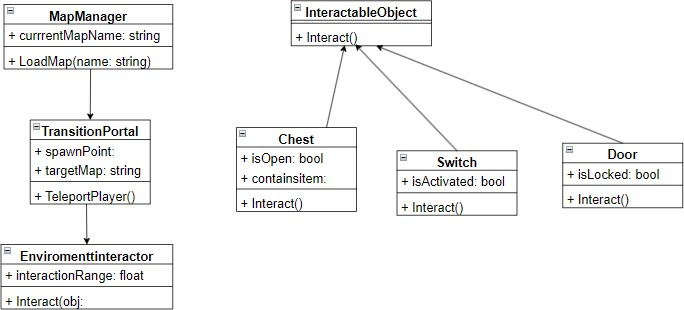 MapManager
+ currrentMapName: string
+ LoadMap(name: string)
TransitionPortal
+ spawnPoint:
+ targetMap: string
+ TeleportPlayer()
Enviromenttinteractor
+ interactionRange: float
+ Interact(obj:
InteractableObject
+ Interact()
Chest
+ isOpen: bool
+ containsitem:
+ Interact()
Switch
+ isActivated: bool
+ Interact()
Door
+ isLocked: bool
+ Interact()